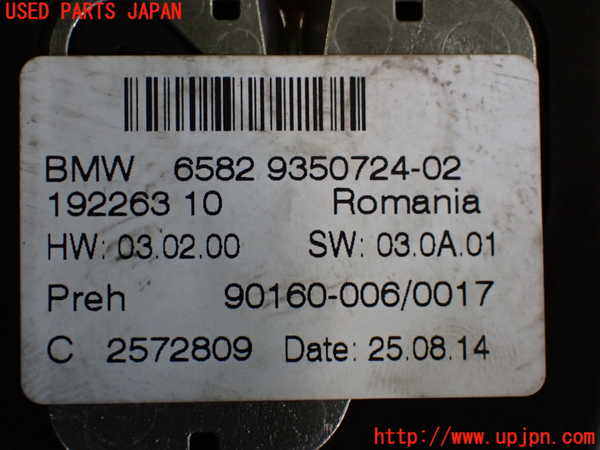 USED PARTS JAPAN
BMW 6582 9350724-02
192263 10 Romania
HW: 03.02.00 SW: 03.0A.01
Preh 90160-006/0017
C 2572809 Date: 25.08.14
http://www.upjpn.com/